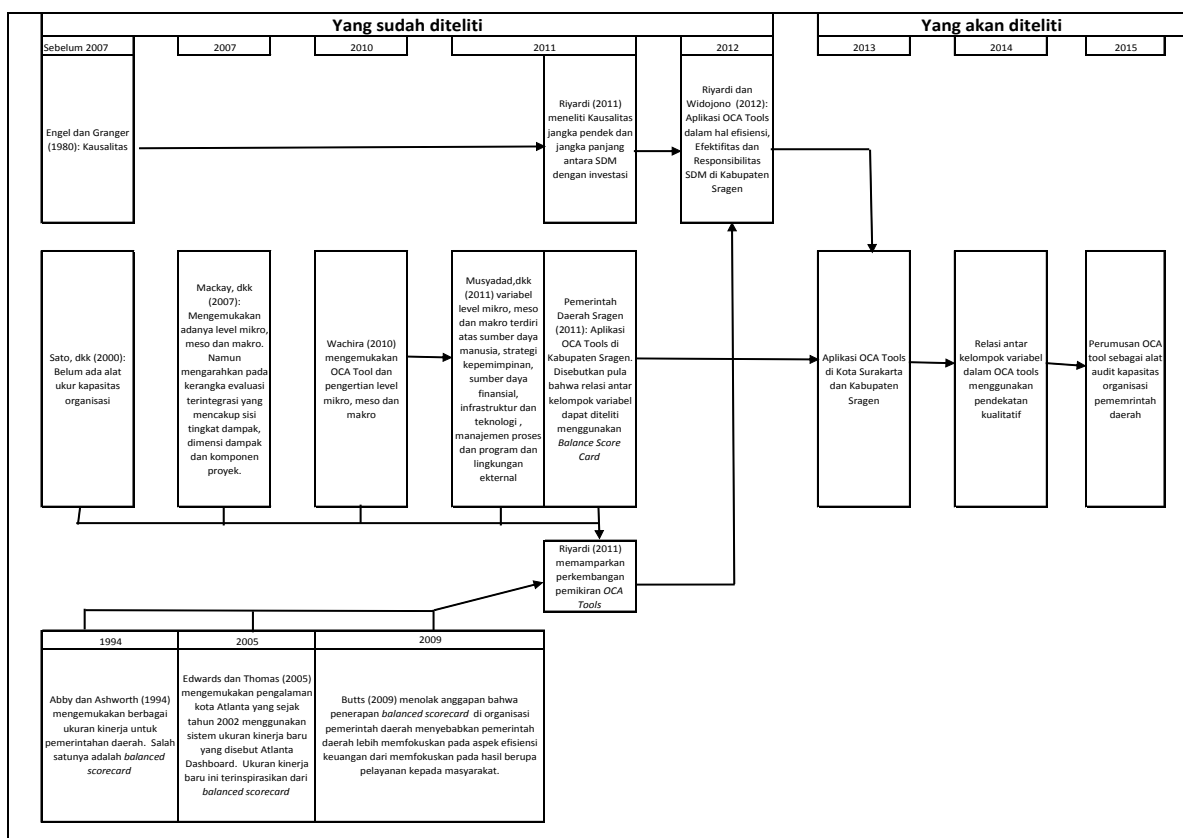 Yang sudah diteliti
Yang akan diteliti
Sebelum 2007
2007
2010
2011
2012
2013
2014
2015
Engel dan Granger
(1980): Kausalitas
Riyardi (2011)
meneliti Kausalitas
jangka pendek dan
jangka panjang
antara SDM
dengan investasi
Riyardi dan
Widojono (2012):
Aplikasi OCA Tools
dalam hal efisiensi,
Efektifitas dan
Responsibilitas
SDM di Kabupaten
Sragen
Sato, dkk (2000):
Belum ada alat
ukur kapasitas
organisasi
Mackay, dkk
(2007):
Mengemukakan
adanya level mikro,
meso dan makro.
Namun
mengarahkan pada
kerangka evaluasi
terintegrasi yang
mencakup sisi
tingkat dampak,
dimensi dampak
dan komponen
proyek.
Wachira (2010)
mengemukakan
OCA Tool dan
pengertian level
mikro, meso dan
makro
Musyadad,dkk
(2011) variabel
level mikro, meso
dan makro terdiri
atas sumber daya
manusia, strategi
kepemimpinan,
sumber daya
finansial,
infrastruktur dan
teknologi ,
manajemen proses
dan program dan
lingkungan
ekternal
Pemerintah
Daerah Sragen
(2011): Aplikasi
OCA Tools di
Kabupaten Sragen.
Disebutkan pula
bahwa relasi antar
kelompok variabel
dapat diteliti
menggunakan
Balance Score
Card
Aplikasi OCA Tools
di Kota Surakarta
dan Kabupaten
Sragen
Relasi antar
kelompok variabel
dalam OCA tools
menggunakan
pendekatan
kualitatif
Perumusan OCA
tool sebagai alat
audit kapasitas
organisasi
pememrintah
daerah
Riyardi (2011)
memamparkan
perkembangan
pemikiran OCA
Tools
1994
2005
2009
Abby dan Ashworth (1994)
mengemukakan berbagai
ukuran kinerja untuk
pemerintahan daerah. Salah
satunya adalah balanced
scorecard
Edwards dan Thomas (2005)
mengemukakan pengalaman
kota Atlanta yang sejak
tahun 2002 menggunakan
sistem ukuran kinerja baru
yang disebut Atlanta
Dashboard. Ukuran kinerja
baru ini terinspirasikan dari
balanced scorecard
Butts (2009) menolak anggapan bahwa
penerapan balanced scorecard di organisasi
pemerintah daerah menyebabkan pemerintah
daerah lebih memfokuskan pada aspek efisiensi
keuangan dari memfokuskan pada hasil berupa
pelayanan kepada masyarakat.